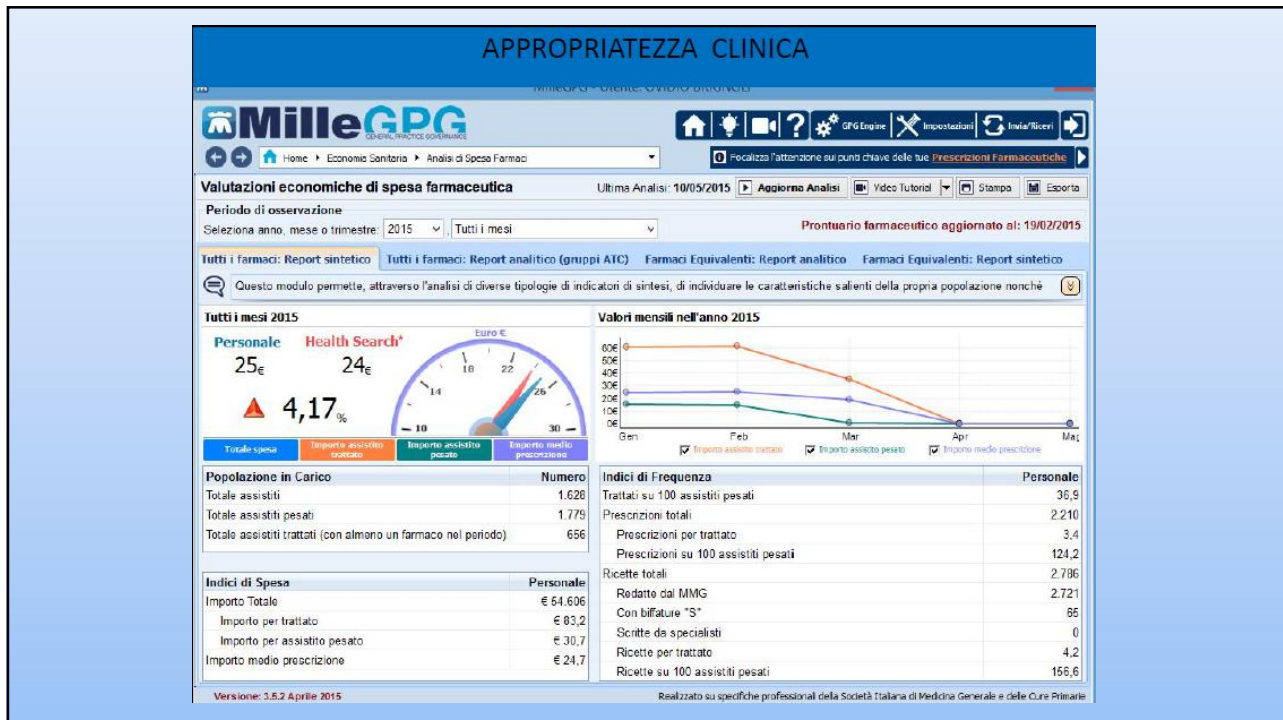 APPROPRIATEZZA CLINICA
MilleGPG - Utente: OVIDIO BRIGNOLI
MilleGPG
GENERAL PRACTICE GOVERNANCE
? GPG Engine Impostazioni Invia/Ricevi
Home Economia Sanitaria Analisi di Spesa Farmaci
Focalizza l'attenzione sui punti chiave delle tue Prescrizioni Farmaceutiche
Valutazioni economiche di spesa farmaceutica Ultima Analisi: 10/05/2015 Aggiorna Analisi Video Tutorial Stampa Esporta
Periodo di osservazione
Seleziona anno, mese o trimestre: 2015 , Tutti i mesi Prontuario farmaceutico aggiornato al: 19/02/2015
Tutti i farmaci: Report sintetico Tutti i farmaci: Report analitico (gruppi ATC) Farmaci Equivalenti: Report analitico Farmaci Equivalenti: Report sintetico
Questo modulo permette, attraverso l'analisi di diverse tipologie di indicatori di sintesi, di individuare le caratteristiche salienti della propria popolazione nonchè
Tutti i mesi 2015
Personale Health Search*
25€ 24€
4,17%
Euro €
10 14 18 22 26 30
Totale spesa Importo assistito trattato Importo assistito pesato Importo medio prescrizione
Valori mensili nell'anno 2015
60€
50€
40€
30€
20€
10€
0€
Gen Feb Mar Apr Mag
Importo assistito trattato Importo assistito pesato Importo medio prescrizione
Popolazione in Carico Numero
Totale assistiti 1.628
Totale assistiti pesati 1.779
Totale assistiti trattati (con almeno un farmaco nel periodo) 656
Indici di Spesa Personale
Importo Totale € 54.606
Importo per trattato € 83,2
Importo per assistito pesato € 30,7
Importo medio prescrizione € 24,7
Indici di Frequenza Personale
Trattati su 100 assistiti pesati 36,9
Prescrizioni totali 2.210
Prescrizioni per trattato 3,4
Prescrizioni su 100 assistiti pesati 124,2
Ricette totali 2.786
Redatte dal MMG 2.721
Con biffature "S" 65
Scritte da specialisti 0
Ricette per trattato 4,2
Ricette su 100 assistiti pesati 156,6
Versione: 3.5.2 Aprile 2015 Realizzato su specifiche professional della Società Italiana di Medicina Generale e delle Cure Primarie